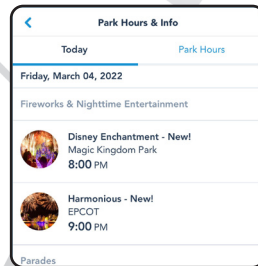 Park Hours & Info
Today Park Hours
Friday, March 04, 2022
Fireworks & Nighttime Entertainment
Disney Enchantment - New!
Magic Kingdom Park
8:00 PM
Harmonious - New!
EPCOT
9:00 PM
Parades